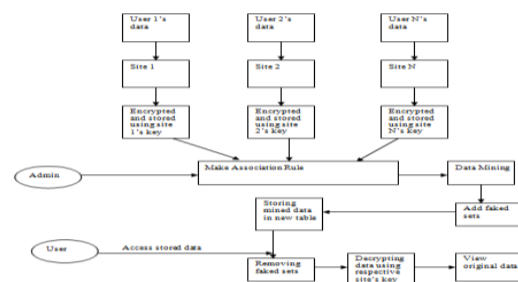 User 1's
data
User 2's
data
User N's
data
Site 1
Site 2
Site N
Encrypted
and stored
using site
1's key
Encrypted
and stored
using site
2's key
Encrypted
and stored
using site
N's key
Admin
Make Association Rule
Data Mining
Storing
mined data
in new table
Add faked
sets
User
Access stored data
Removing
faked sets
Decrypting
data using
respective
site's key
View
original data